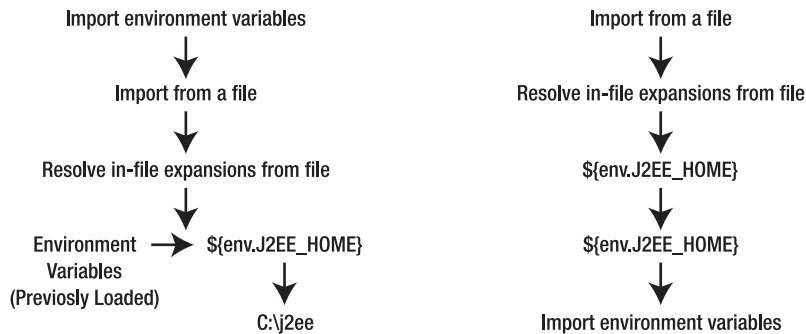 Import environment variables
Import from a file
Resolve in-file expansions from file
Environment
Variables
(Previosly Loaded)
${env.J2EE_HOME}
C:\j2ee
Import from a file
Resolve in-file expansions from file
${env.J2EE_HOME}
${env.J2EE_HOME}
Import environment variables